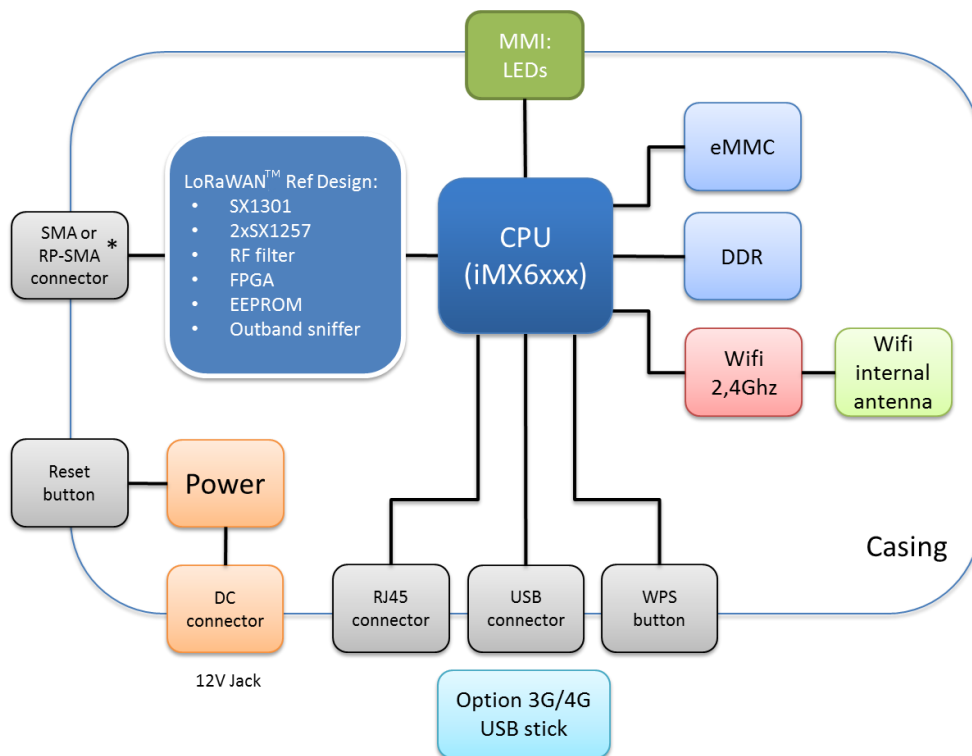 MMI:
LEDs
eMMC
LoRaWAN™ Ref Design:
• SX1301
• 2xSX1257
• RF filter
• FPGA
• EEPROM
• Outband sniffer
SMA or
RP-SMA *
connector
CPU
(iMX6xxx)
DDR
Wifi
2,4Ghz
Wifi
internal
antenna
Reset
button
Power
Casing
DC
connector
RJ45
connector
USB
connector
WPS
button
12V Jack
Option 3G/4G
USB stick